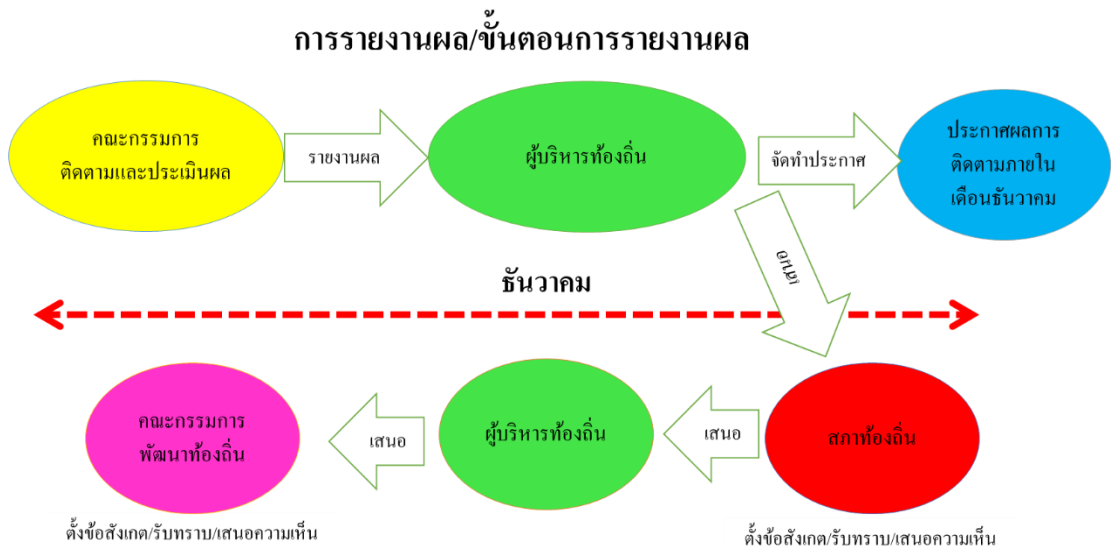 การรายงานผล/ขั้นตอนการรายงานผล
คณะกรรมการ
ติดตามและประเมินผล
รายงานผล
ผู้บริหารท้องถิ่น
จัดทำประกาศ
ประกาศผลการ
ติดตามภายใน
เดือนธันวาคม
เสนอ
ธันวาคม
คณะกรรมการ
พัฒนาท้องถิ่น
เสนอ
ผู้บริหารท้องถิ่น
เสนอ
สภาท้องถิ่น
ตั้งข้อสังเกต/รับทราบ/เสนอความเห็น
ตั้งข้อสังเกต/รับทราบ/เสนอความเห็น